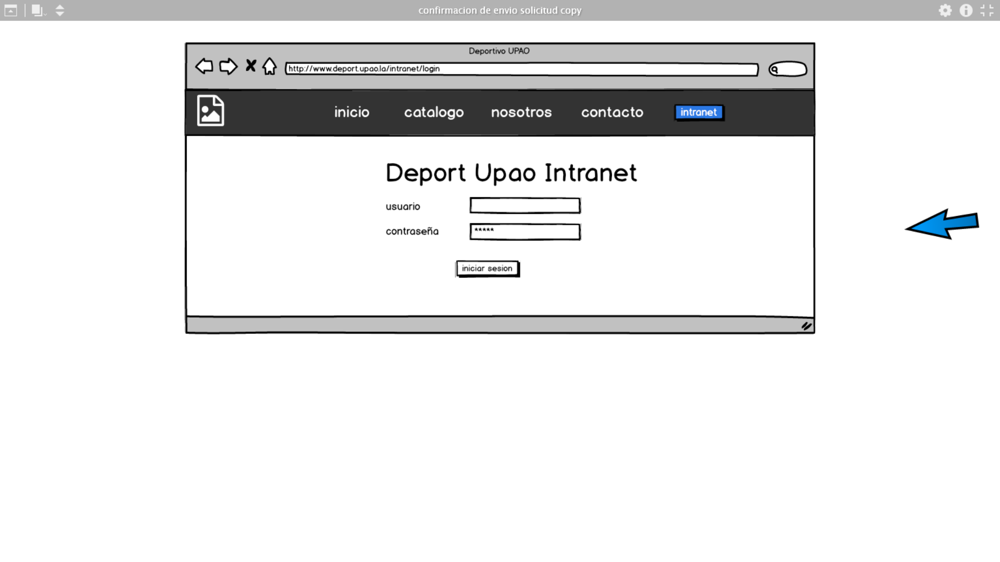 confirmacion de envio solicitud copy
Deportivo UPAO
http://www.deport.upao.la/intranet/login
inicio catalogo nosotros contacto intranet
Deport Upao Intranet
usuario
contraseña *****
iniciar sesion